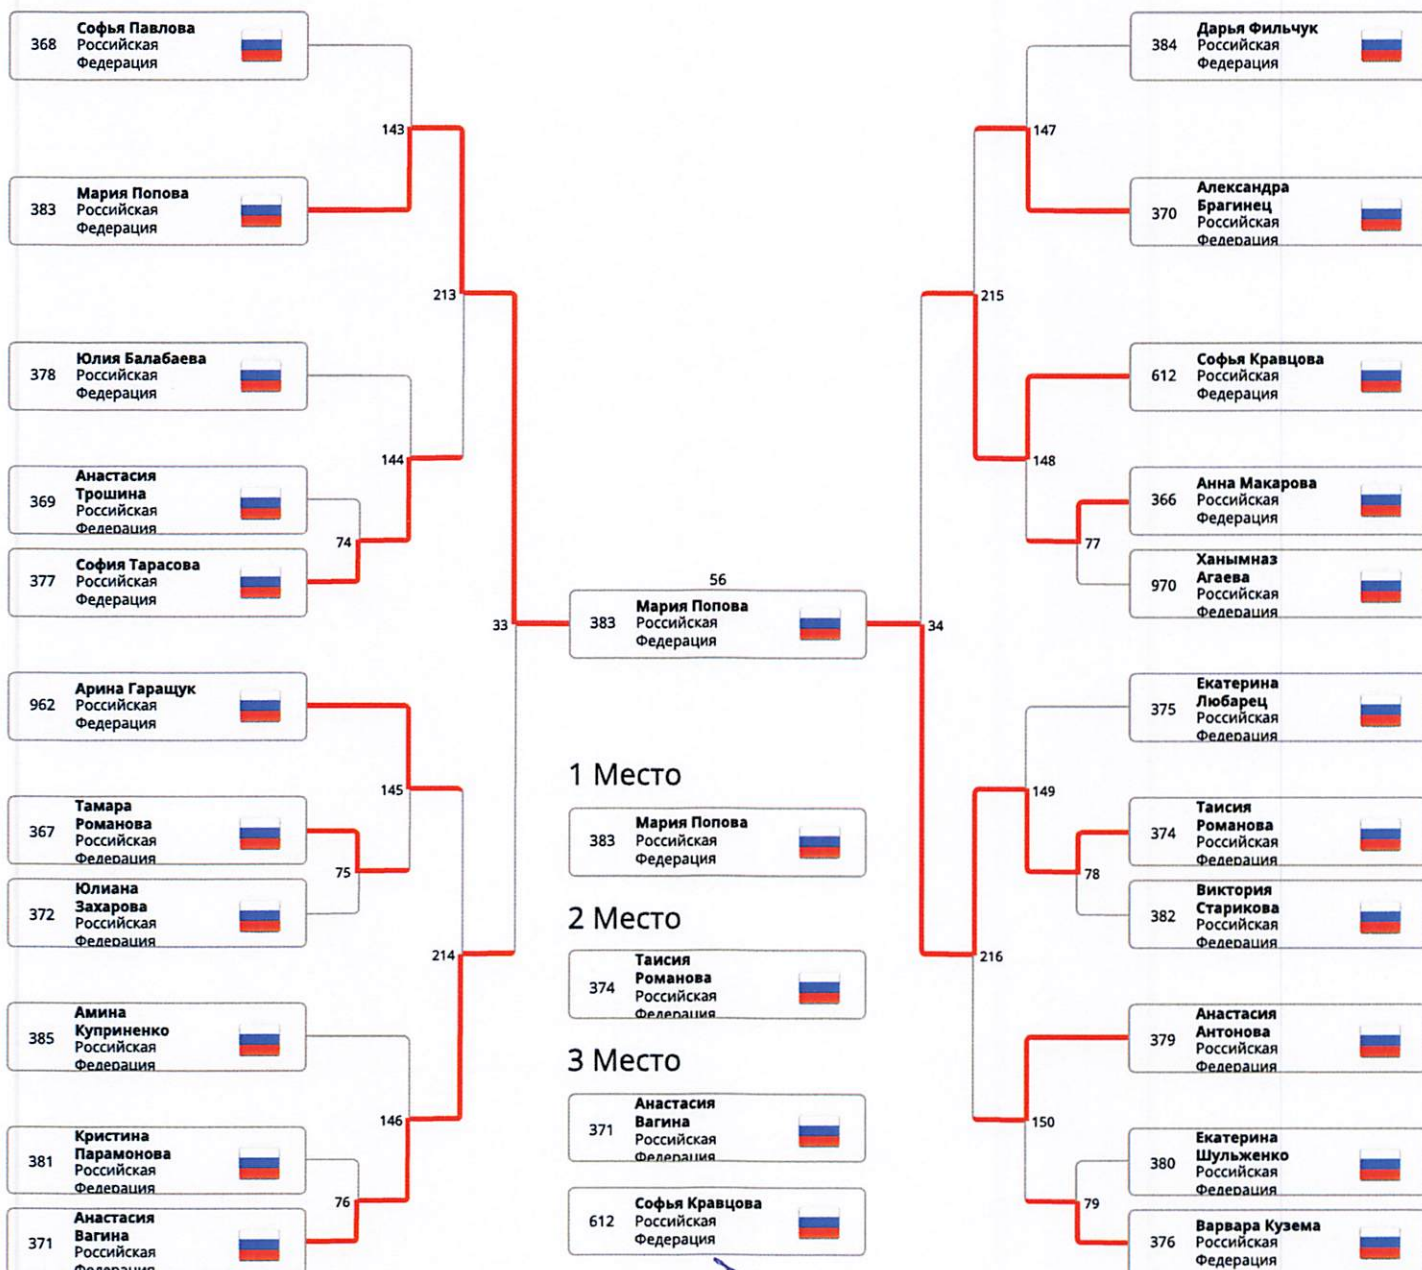 368
Софья Павлова
Российская
Федерация
143
383
Мария Попова
Российская
Федерация
213
378
Юлия Балабаева
Российская
Федерация
144
369
Анастасия
Трошина
Российская
Федерация
74
377
София Тарасова
Российская
Федерация
33
962
Арина Гаращук
Российская
Федерация
145
367
Тамара
Романова
Российская
Федерация
75
372
Юлиана
Захарова
Российская
Федерация
214
385
Амина
Куприненко
Российская
Федерация
146
381
Кристина
Парамонова
Российская
Федерация
76
371
Анастасия
Вагина
Российская
Федерация
56
383
Мария Попова
Российская
Федерация
1 Место
383
Мария Попова
Российская
Федерация
2 Место
374
Таисия
Романова
Российская
Федерация
3 Место
371
Анастасия
Вагина
Российская
Федерация
612
Софья Кравцова
Российская
Федерация
384
Дарья Фильчук
Российская
Федерация
147
370
Александра
Брагинец
Российская
Федерация
215
612
Софья Кравцова
Российская
Федерация
148
366
Анна Макарова
Российская
Федерация
77
970
Ханымназ
Агаева
Российская
Федерация
34
375
Екатерина
Любарец
Российская
Федерация
149
374
Таисия
Романова
Российская
Федерация
78
382
Виктория
Старикова
Российская
Федерация
216
379
Анастасия
Антонова
Российская
Федерация
150
380
Екатерина
Шульженко
Российская
Федерация
79
376
Варвара Кузема
Российская
Федерация